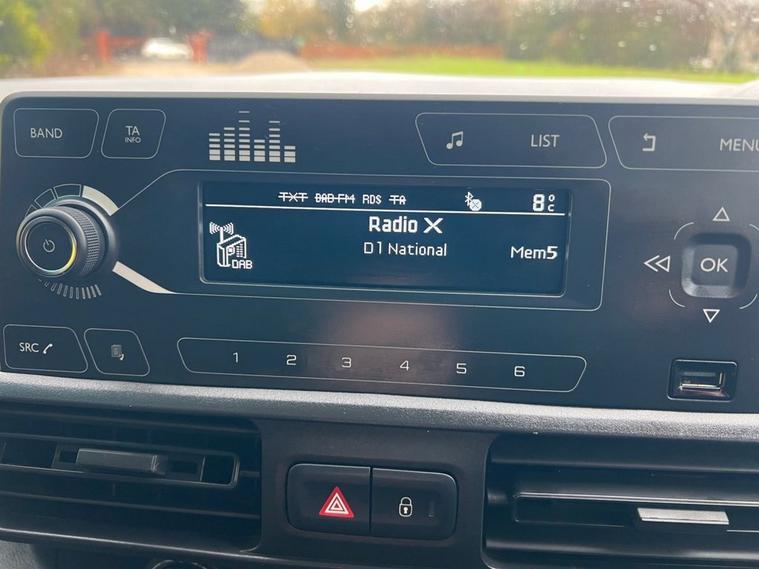 BAND
TA
INFO
LIST
MENU
TXT DAB-FM RDS TA
8°C
Radio X
D1 National
Mem5
DAB
OK
SRC
1 2 3 4 5 6